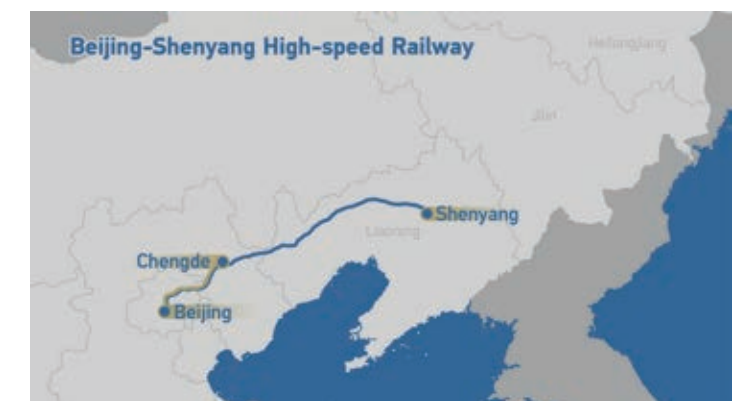 Beijing-Shenyang High-speed Railway
Heilongjiang
Jilin
Shenyang
Liaoning
Chengde
Beijing